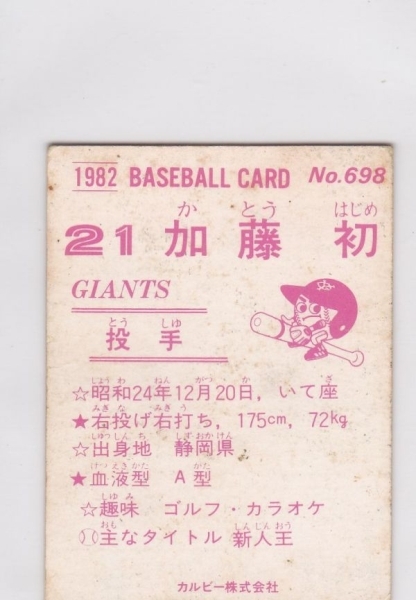 1982 BASEBALL CARD No.698
か とう はじめ
21 加藤 初
GIANTS
とう しゅ
投手
しょうわ ねん がつ か ざ
☆昭和24年12月20日, いて座
みぎ な みぎ う
★右投げ右打ち, 175cm, 72kg
しゅっしん ち しず おか けん
☆出身地 静岡県
けつ えき がた がた
★血液型 A型
しゅ み
☆趣味 ゴルフ・カラオケ
おも しん じん おう
主なタイトル 新人王
カルビー株式会社